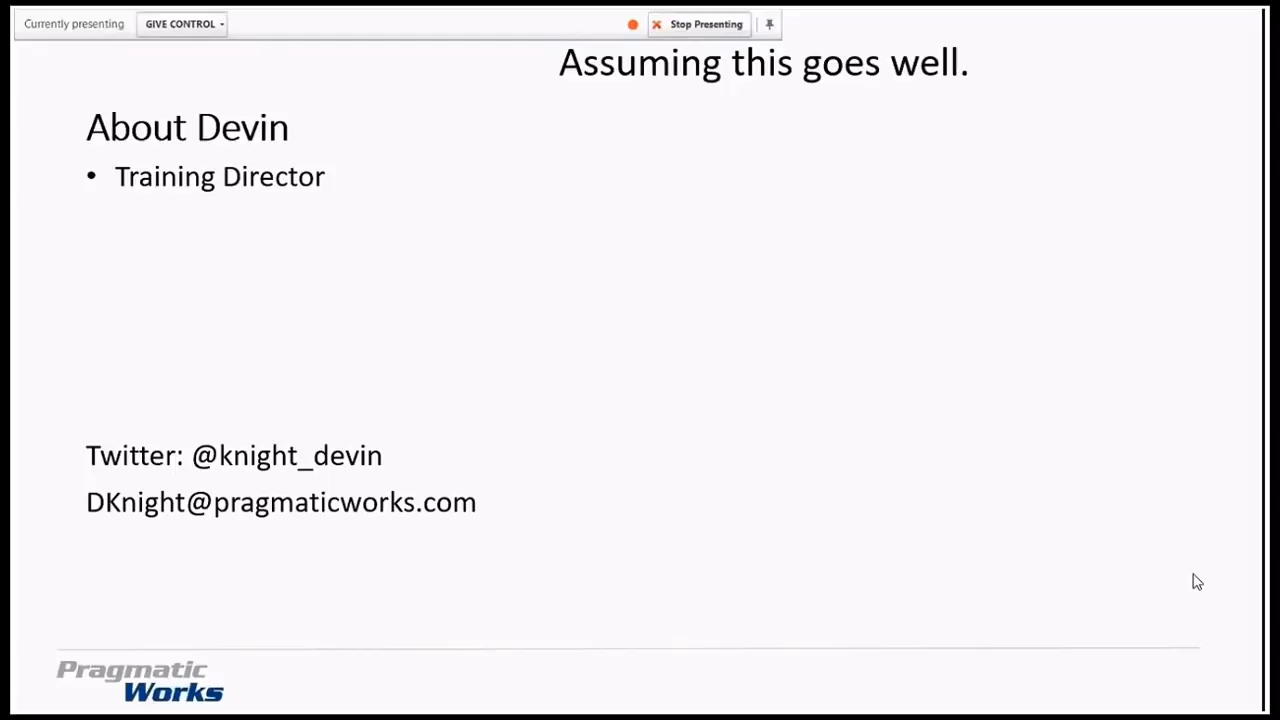 Currently presenting GIVE CONTROL Stop Presenting
Assuming this goes well.
About Devin
• Training Director
Twitter: @knight_devin
DKnight@pragmaticworks.com
Pragmatic
Works